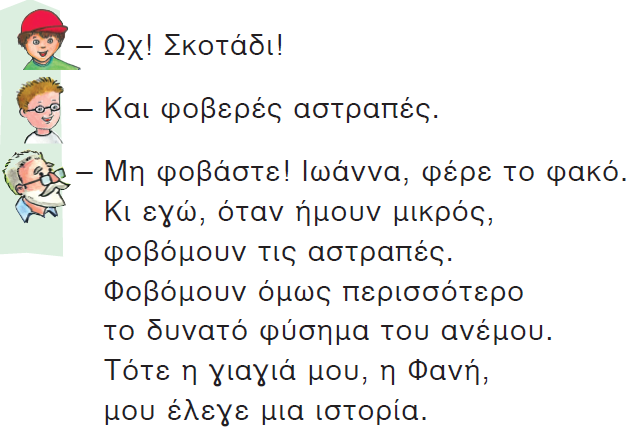 – Ωχ! Σκοτάδι!
– Και φοβερές αστραπές.
– Μη φοβάστε! Ιωάννα, φέρε το φακό.
Κι εγώ, όταν ήμουν μικρός,
φοβόμουν τις αστραπές.
Φοβόμουν όμως περισσότερο
το δυνατό φύσημα του ανέμου.
Τότε η γιαγιά μου, η Φανή,
μου έλεγε μια ιστορία.